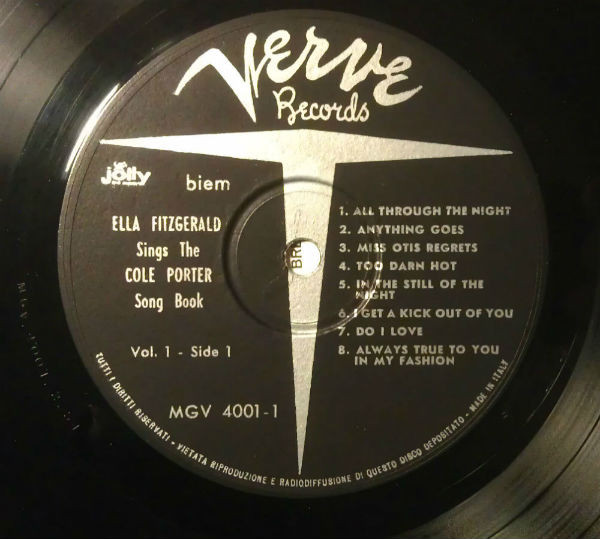 Verve
Records
jolly
biem
ELLA FITZGERALD
Sings The
COLE PORTER
Song Book
Vol. 1 - Side 1
MGV 4001-1
1. ALL THROUGH THE NIGHT
2. ANYTHING GOES
3. MISS OTIS REGRETS
4. TOO DARN HOT
5. IN THE STILL OF THE
NIGHT
6. I GET A KICK OUT OF YOU
7. DO I LOVE
8. ALWAYS TRUE TO YOU
IN MY FASHION
TUTTI I DIRITTI RISERVATI - VIETATA RIPRODUZIONE E RADIODIFFUSIONE DI QUESTO DISCO DEPOSITATO - MADE IN ITALY